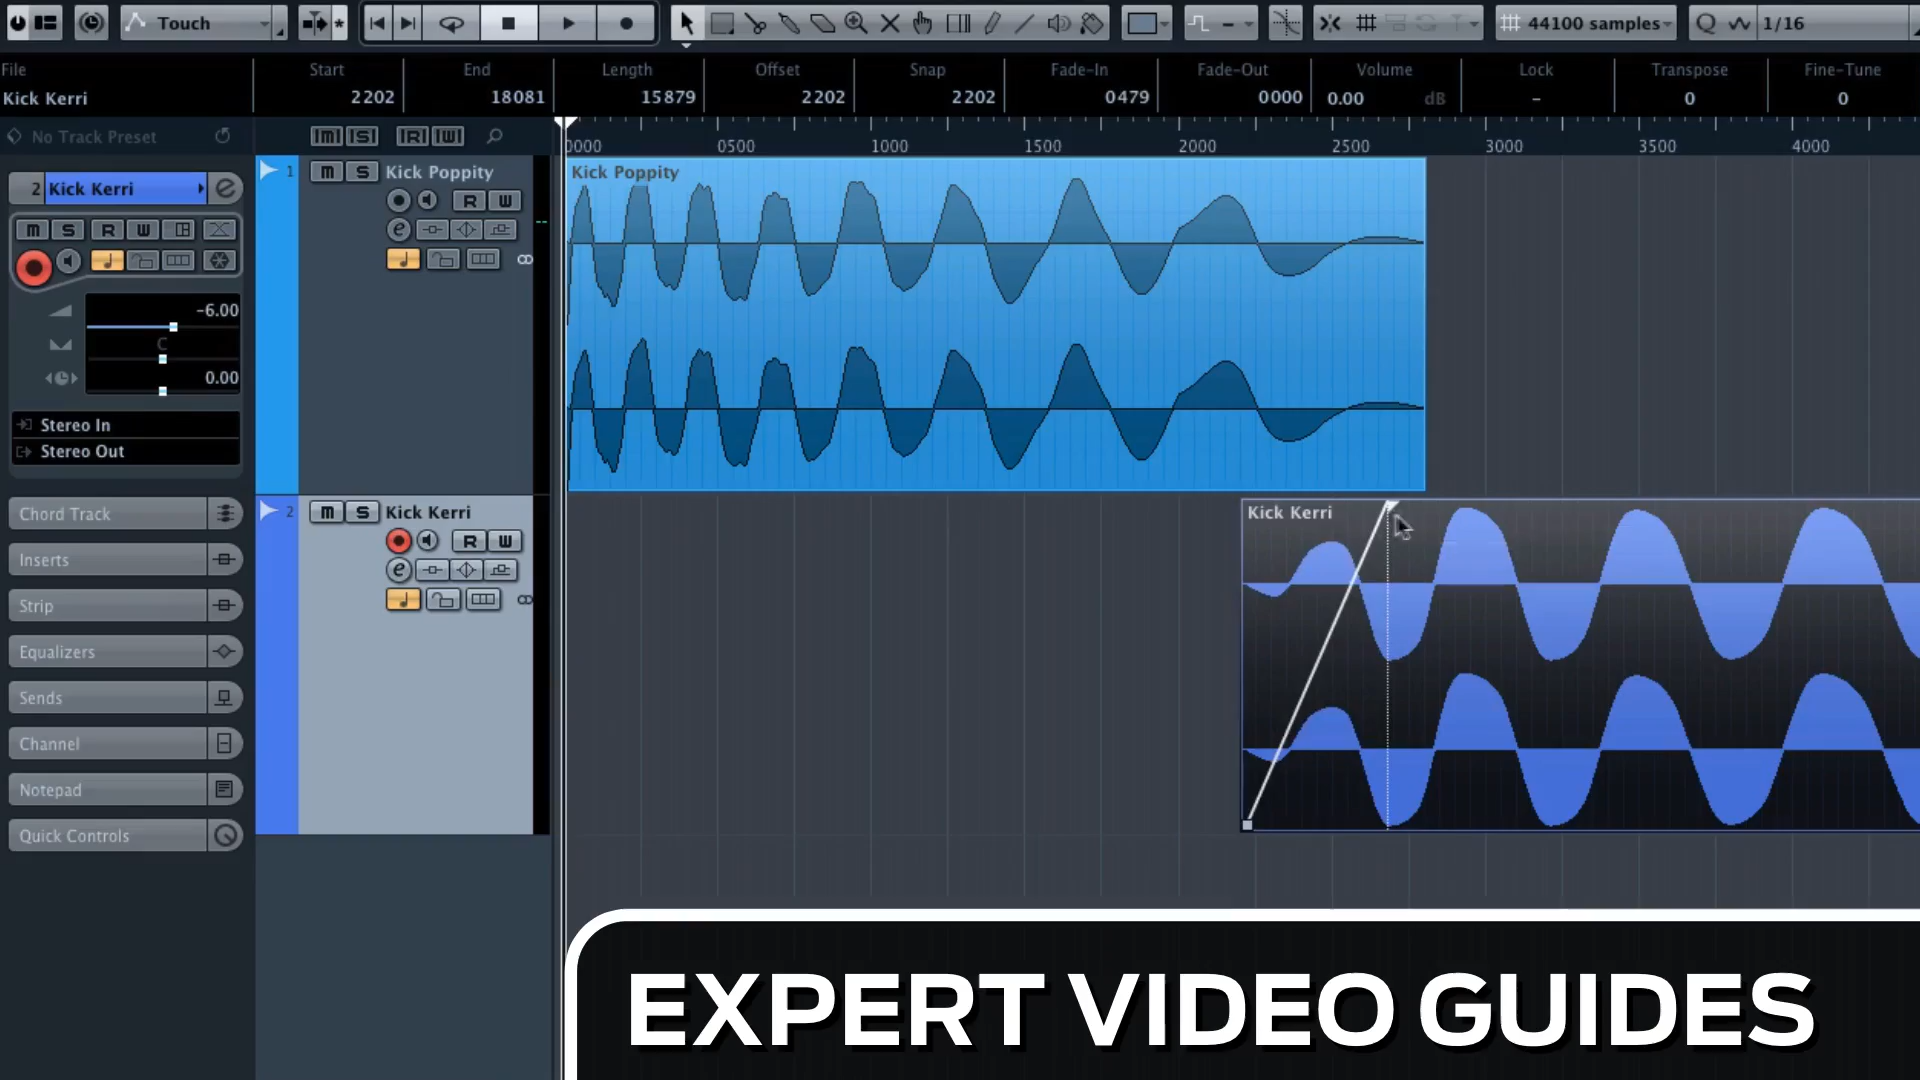 Touch
44100 samples
Q
1/16
File
Start
End
Length
Offset
Snap
Fade-In
Fade-Out
Volume
Lock
Transpose
Fine-Tune
Kick Kerri
2202
18081
15879
2202
2202
0479
0000
0.00 dB
-
0
0
No Track Preset
M S R W
0000
0500
1000
1500
2000
2500
3000
3500
4000
2 Kick Kerri
e
M S R W
-6.00
C
0.00
Stereo In
Stereo Out
Chord Track
Inserts
Strip
Equalizers
Sends
Channel
Notepad
Quick Controls
1
M S Kick Poppity
R W
e
Kick Poppity
2
M S Kick Kerri
R W
e
Kick Kerri
EXPERT VIDEO GUIDES